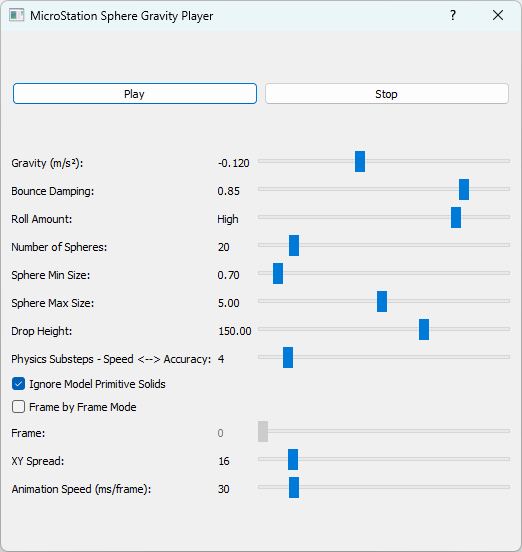 MicroStation Sphere Gravity Player ?
Play Stop
Gravity (m/s²): -0.120
Bounce Damping: 0.85
Roll Amount: High
Number of Spheres: 20
Sphere Min Size: 0.70
Sphere Max Size: 5.00
Drop Height: 150.00
Physics Substeps - Speed <--> Accuracy: 4
Ignore Model Primitive Solids
Frame by Frame Mode
Frame: 0
XY Spread: 16
Animation Speed (ms/frame): 30